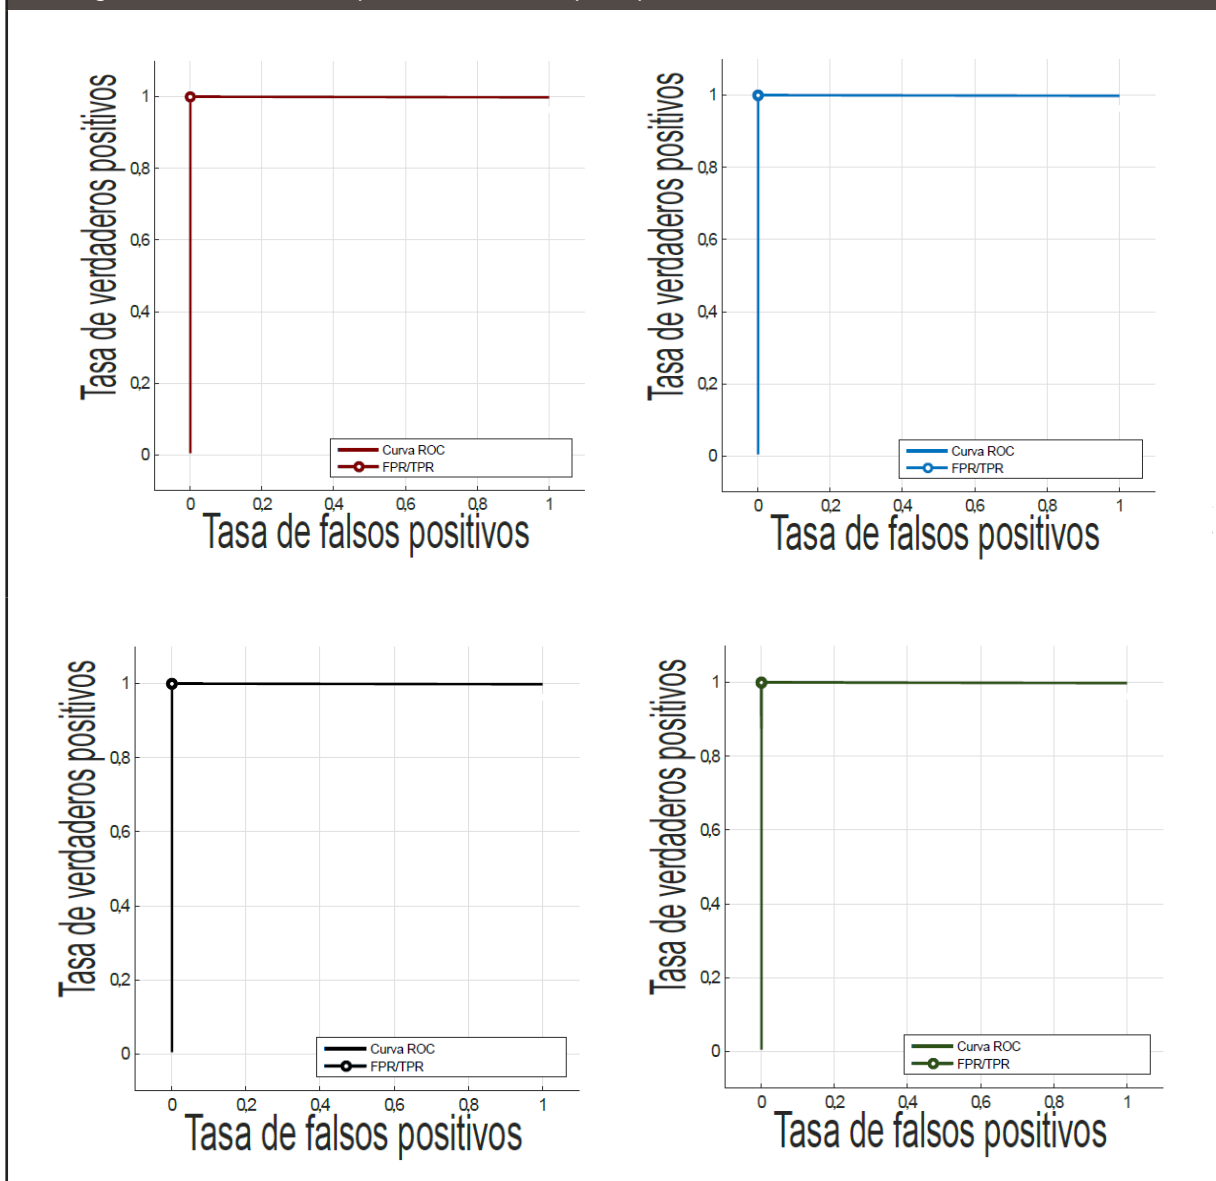 Tasa de verdaderos positivos
1
0,8
0,6
0,4
0,2
0
Curva ROC
FPR/TPR
0 0,2 0,4 0,6 0,8 1
Tasa de falsos positivos
Tasa de verdaderos positivos
1
0,8
0,6
0,4
0,2
0
Curva ROC
FPR/TPR
0 0,2 0,4 0,6 0,8 1
Tasa de falsos positivos
Tasa de verdaderos positivos
1
0,8
0,6
0,4
0,2
0
Curva ROC
FPR/TPR
0 0,2 0,4 0,6 0,8 1
Tasa de falsos positivos
Tasa de verdaderos positivos
1
0,8
0,6
0,4
0,2
0
Curva ROC
FPR/TPR
0 0,2 0,4 0,6 0,8 1
Tasa de falsos positivos